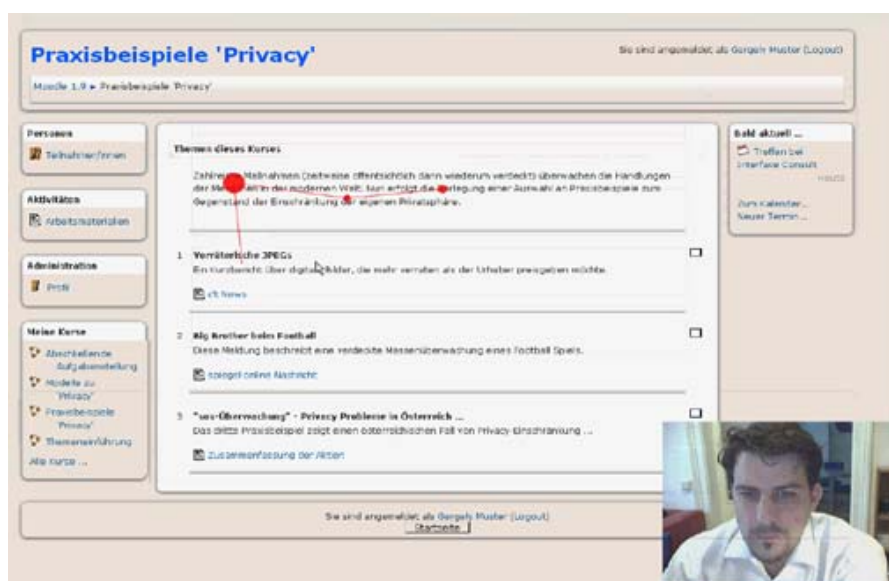 Praxisbeispiele 'Privacy'
Sie sind angemeldet als Gergely Muster (Logout)
Moodle 1.9 ► Praxisbeispiele 'Privacy'
Personen
Teilnehmer/innen
Aktivitäten
Arbeitsmaterialien
Administration
Profil
Meine Kurse
Abschließende
Aufgabenstellung
Modelle zu
'Privacy'
Praxisbeispiele
'Privacy'
Themeneinführung
Alle Kurse ...
Themen dieses Kurses
Maßnahmen (zeitweise offensichtlich dann wiederum verdeckt) überwachen die Handlungen
der in der modernen Welt. Nun erfolgt die Darlegung einer Auswahl an Praxisbeispiele zum
Gegenstand der Einschränkung der eigenen Privatsphäre.
1 Verräterische JPEGs
Ein Kurzbericht über digitale Bilder, die mehr verraten als der Urheber preisgeben möchte.
c't News
2 Big Brother beim Football
Diese Meldung beschreibt eine verdeckte Massenüberwachung eines Football Spiels.
spiegel online Nachricht
3 Privacy Probleme in Österreich ...
Das dritte Praxisbeispiel zeigt einen österreichischen Fall von Privacy Einschränkung ...
Zusammenfassung der Aktion
Bald aktuell ...
Treffen bei
Interface Consult
Heute
Zum Kalender...
Neuer Termin...
Sie sind angemeldet als Gergely Muster (Logout)
Startseite